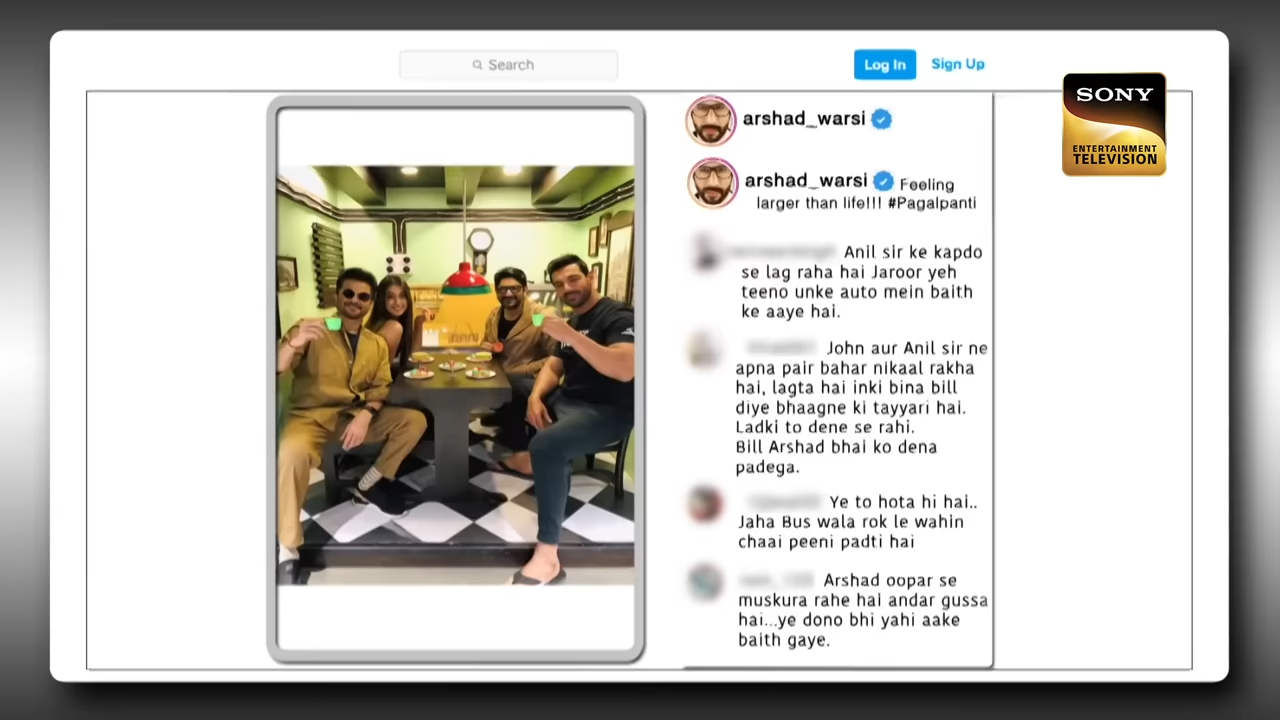 Search
Log In
Sign Up
SONY
ENTERTAINMENT
TELEVISION
arshad_warsi
arshad_warsi Feeling
larger than life!!! #Pagalpanti
Anil sir ke kapdo
se lag raha hai Jaroor yeh
teeno unke auto mein baith
ke aaye hai.
John aur Anil sir ne
apna pair bahar nikaal rakha
hai, lagta hai inki bina bill
diye bhaagne ki tayyari hai.
Ladki to dene se rahi.
Bill Arshad bhai ko dena
padega.
Ye to hota hi hai..
Jaha Bus wala rok le wahin
chaai peeni padti hai
Arshad oopar se
muskura rahe hai andar gussa
hai...ye dono bhi yahi aake
baith gaye.